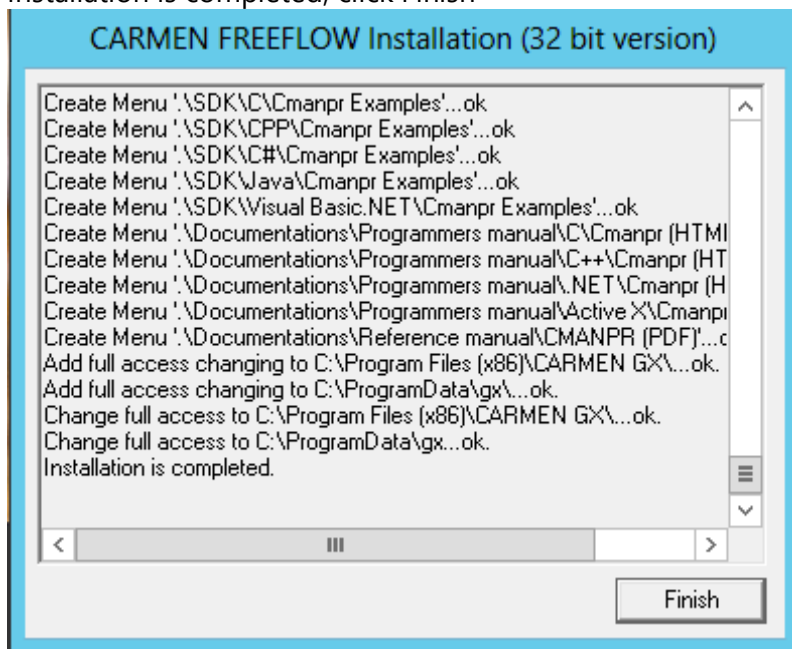 Installation is completed, click Finish
CARMEN FREEFLOW Installation (32 bit version)
Create Menu '.\SDK\C\Cmanpr Examples'...ok
Create Menu '.\SDK\CPP\Cmanpr Examples'...ok
Create Menu '.\SDK\C#\Cmanpr Examples'...ok
Create Menu '.\SDK\Java\Cmanpr Examples'...ok
Create Menu '.\SDK\Visual Basic.NET\Cmanpr Examples'...ok
Create Menu '.\Documentations\Programmers manual\C\Cmanpr (HTMl
Create Menu '.\Documentations\Programmers manual\C++\Cmanpr (HT
Create Menu '.\Documentations\Programmers manual\.NET\Cmanpr (H
Create Menu '.\Documentations\Programmers manual\Active X\Cmanp
Create Menu '.\Documentations\Reference manual\CMANPR (PDF)'...
Add full access changing to C:\Program Files (x86)\CARMEN GX\...ok.
Add full access changing to C:\ProgramData\gx\...ok.
Change full access to C:\Program Files (x86)\CARMEN GX\...ok.
Change full access to C:\ProgramData\gx...ok.
Installation is completed.
Finish